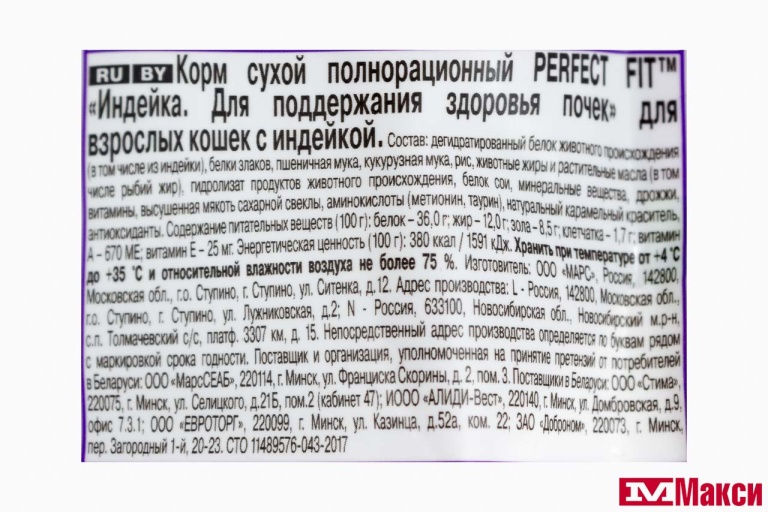 RU BY Корм сухой полнорационный PERFECT FIT™
«Индейка. Для поддержания здоровья почек» для
взрослых кошек с индейкой. Состав: дегидратированный белок животного происхождения
(в том числе из индейки), белки злаков, пшеничная мука, кукурузная мука, рис, животные жиры и растительные масла (в том
числе рыбий жир), гидролизат продуктов животного происхождения, белок сои, минеральные вещества, дрожжи,
витамины, высушенная мякоть сахарной свеклы, аминокислоты (метионин, таурин), натуральный карамельный краситель,
антиоксиданты. Содержание питательных веществ (100 г): белок – 36,0 г; жир – 12,0 г; зола – 8,5 г; клетчатка – 1,7 г; витамин
А – 670 МЕ; витамин Е – 25 мг. Энергетическая ценность (100 г): 380 ккал / 1591 кДж. Хранить при температуре от +4 °С
до +35 °С и относительной влажности воздуха не более 75 %. Изготовитель: ООО «МАРС», Россия, 142800,
Московская обл., г.о. Ступино, г. Ступино, ул. Ситенка, д.12. Адрес производства: L - Россия, 142800, Московская обл.,
г.о. Ступино, г. Ступино, ул. Лужниковская, д.2; N - Россия, 633100, Новосибирская обл., Новосибирский м.р-н,
с.п. Толмачевский с/с, платф. 3307 км, д. 15. Непосредственный адрес производства определяется по буквам рядом
с маркировкой срока годности. Поставщик и организация, уполномоченная на принятие претензий от потребителей
в Беларуси: ООО «МарсСЕАБ», 220114, г. Минск, ул. Франциска Скорины, д. 2, пом. 3. Поставщики в Беларуси: ООО «Стима»,
220075, г. Минск, ул. Селицкого, д.21Б, пом.2 (кабинет 47); ИООО «АЛИДИ-Вест», 220140, г. Минск, ул. Домбровская, д.9,
офис 7.3.1; ООО «ЕВРОТОРГ», 220099, г. Минск, ул. Казинца, д.52а, ком. 22; ЗАО «Доброном», 220073, г. Минск,
пер. Загородный 1-й, 20-23. СТО 11489576-043-2017
Макси